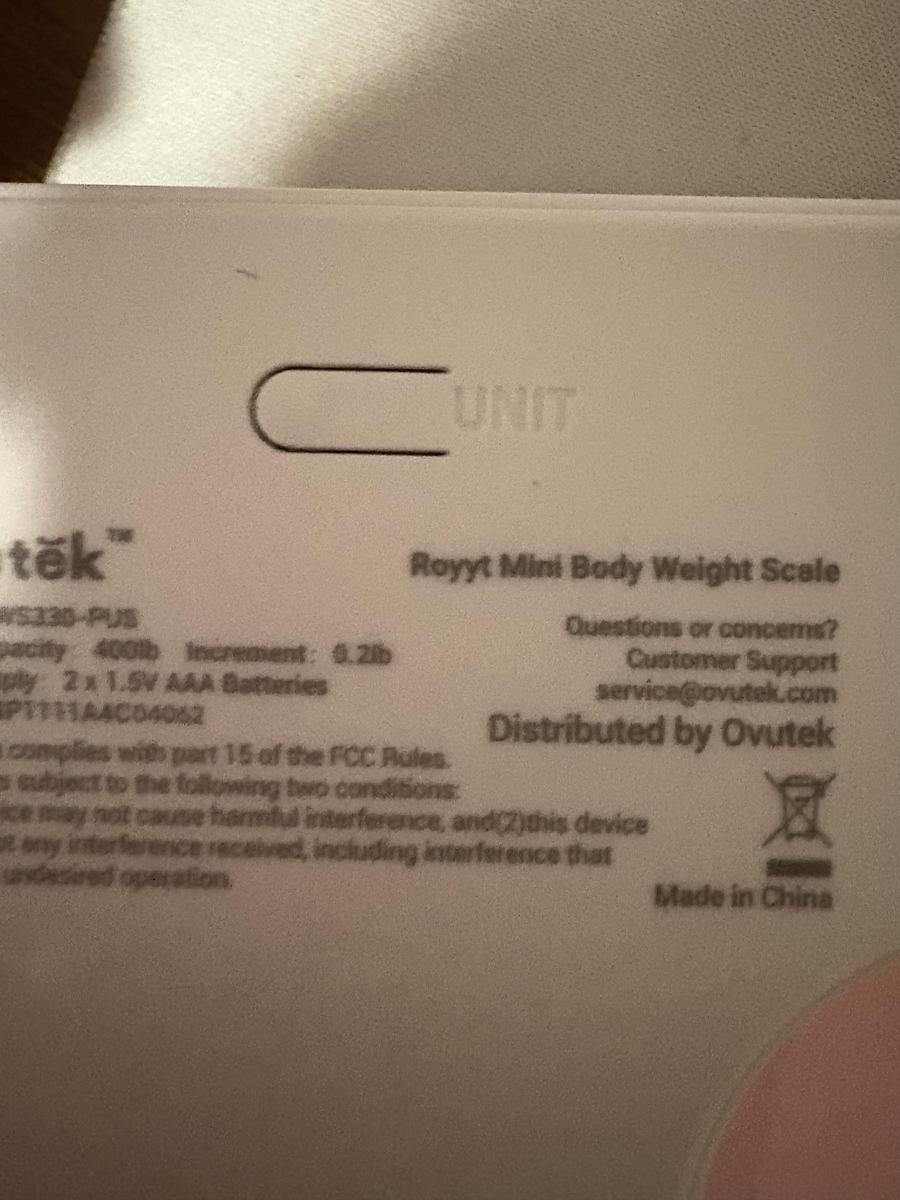 UNIT
tĕk™
Royyt Mini Body Weight Scale
WS330-PUS
Questions or concerns?
pacity: 400lb Increment: 0.2lb
Customer Support
ply: 2 x 1.5V AAA Batteries
service@ovutek.com
Distributed by Ovutek
complies with part 15 of the FCC Rules.
s subject to the following two conditions:
ice may not cause harmful interference, and(2)this device
ot any interference received, including interference that
undesired operation.
Made in China